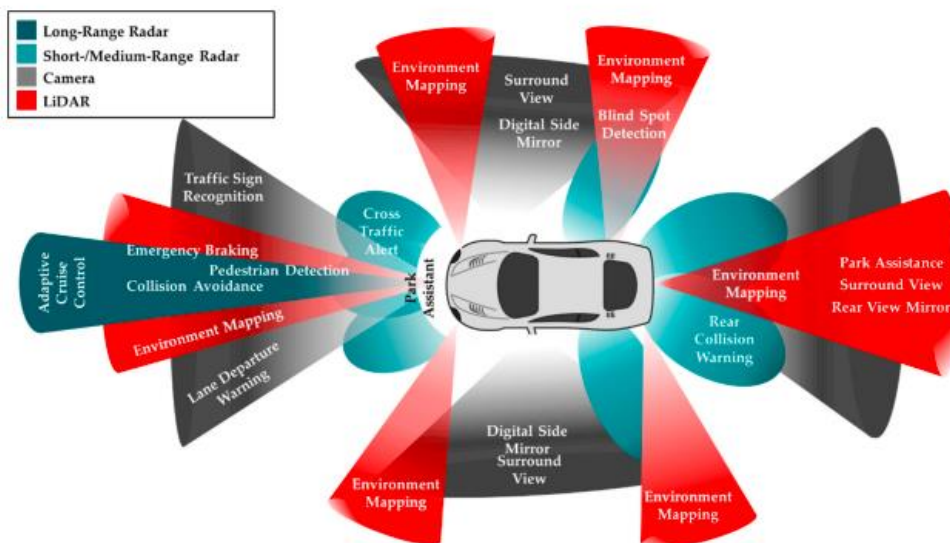 Long-Range Radar
Short-/Medium-Range Radar
Camera
LiDAR
Environment
Mapping
Surround
View
Digital Side
Mirror
Environment
Mapping
Blind Spot
Detection
Traffic Sign
Recognition
Cross
Traffic
Alert
Adaptive
Cruise
Control
Emergency Braking
Pedestrian Detection
Collision Avoidance
Park
Assistant
Environment Mapping
Lane Departure
Warning
Environment
Mapping
Park Assistance
Surround View
Rear View Mirror
Rear
Collision
Warning
Digital Side
Mirror
Surround
View
Environment
Mapping
Environment
Mapping